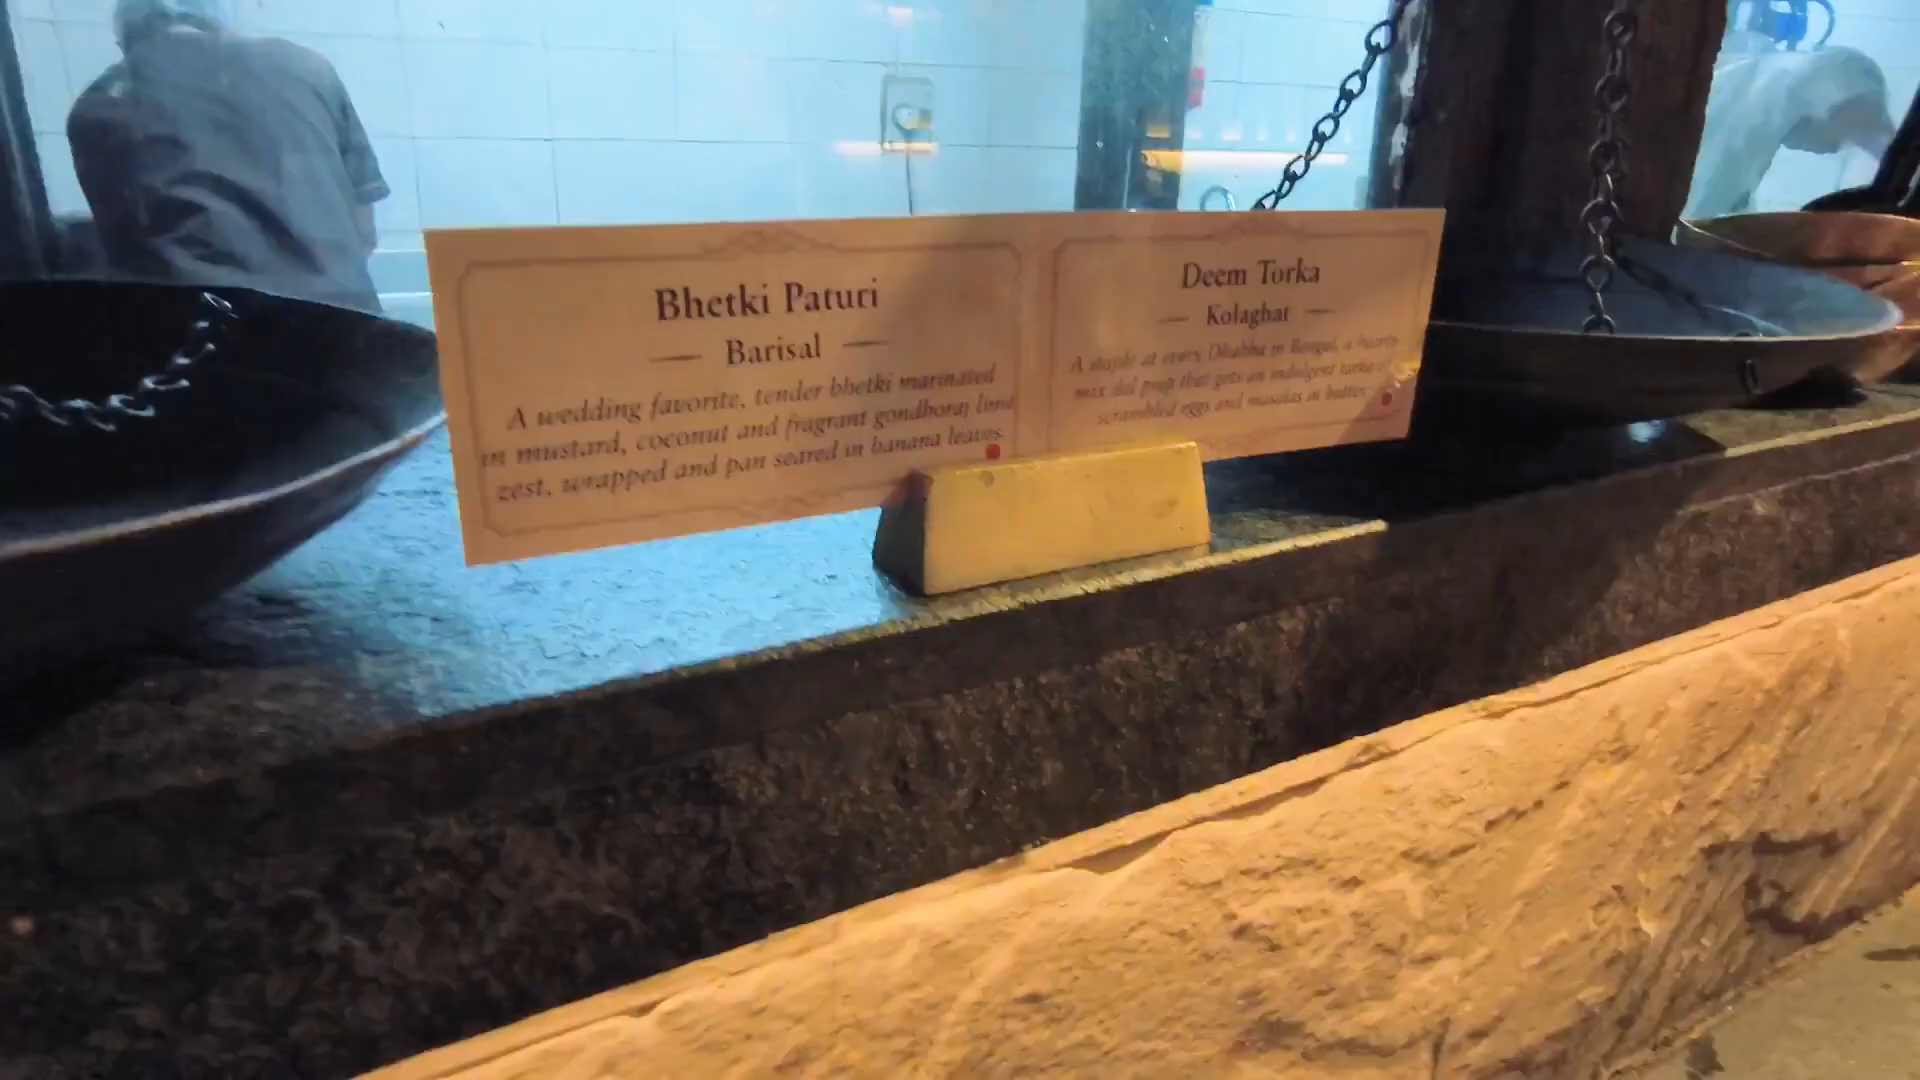 Bhetki Paturi
Barisal
A wedding favorite, tender bhetki marinated
in mustard, coconut and fragrant gondhoraj lime
zest, wrapped and pan seared in banana leaves.
Deem Torka
Kolaghat
A staple at every Dhabha in Bengal, a hearty
mix dal prep that gets an indulgent tarka of
scrambled eggs and masalas in butter.